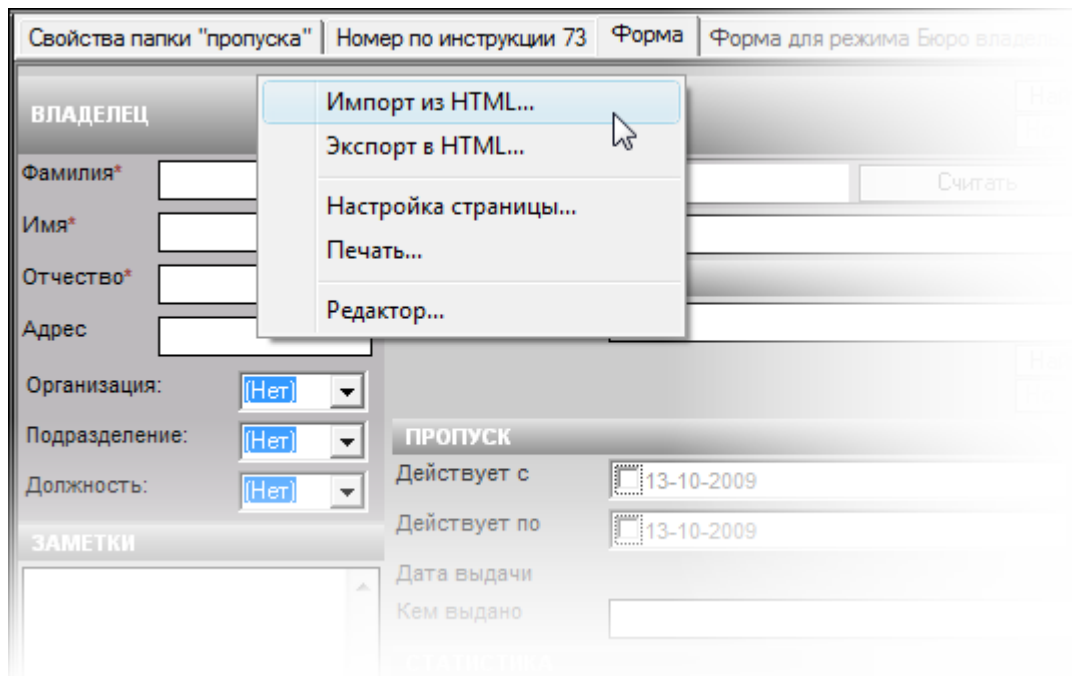 Свойства папки "пропуска"
Номер по инструкции 73
Форма
Форма для режима Бюро
ВЛАДЕЛЕЦ
Импорт из HTML...
Экспорт в HTML...
Настройка страницы...
Печать...
Редактор...
Фамилия*
Считать
Имя*
Отчество*
Адрес
Организация:
(Нет)
Подразделение:
(Нет)
Должность:
(Нет)
ЗАМЕТКИ
ПРОПУСК
Действует с
13-10-2009
Действует по
13-10-2009
Дата выдачи
Кем выдано
СТАТИСТИКА